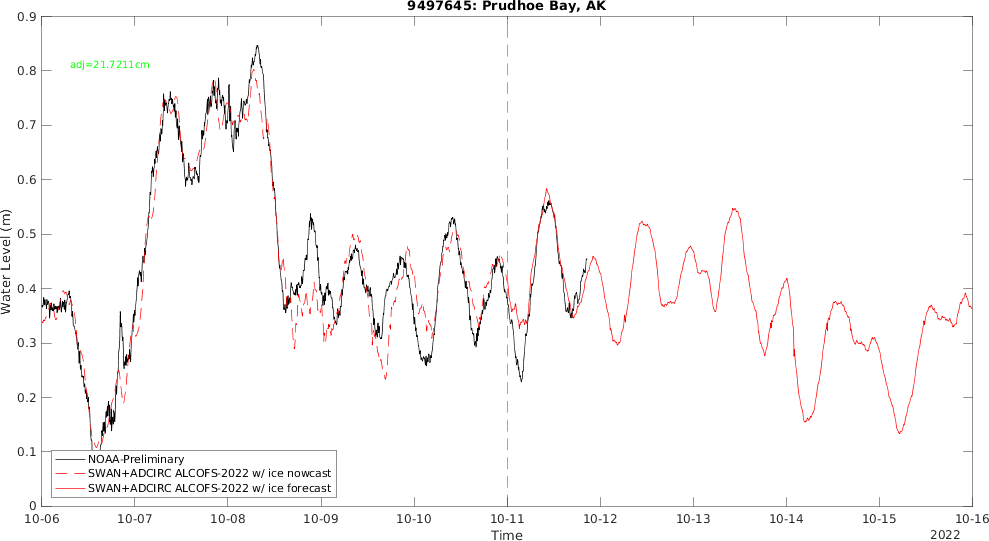 9497645: Prudhoe Bay, AK
adj=21.7211cm
Water Level (m)
0.9
0.8
0.7
0.6
0.5
0.4
0.3
0.2
0.1
0
NOAA-Preliminary
SWAN+ADCIRC ALCOFS-2022 w/ ice nowcast
SWAN+ADCIRC ALCOFS-2022 w/ ice forecast
10-06 10-07 10-08 10-09 10-10 10-11 10-12 10-13 10-14 10-15 10-16
Time
2022